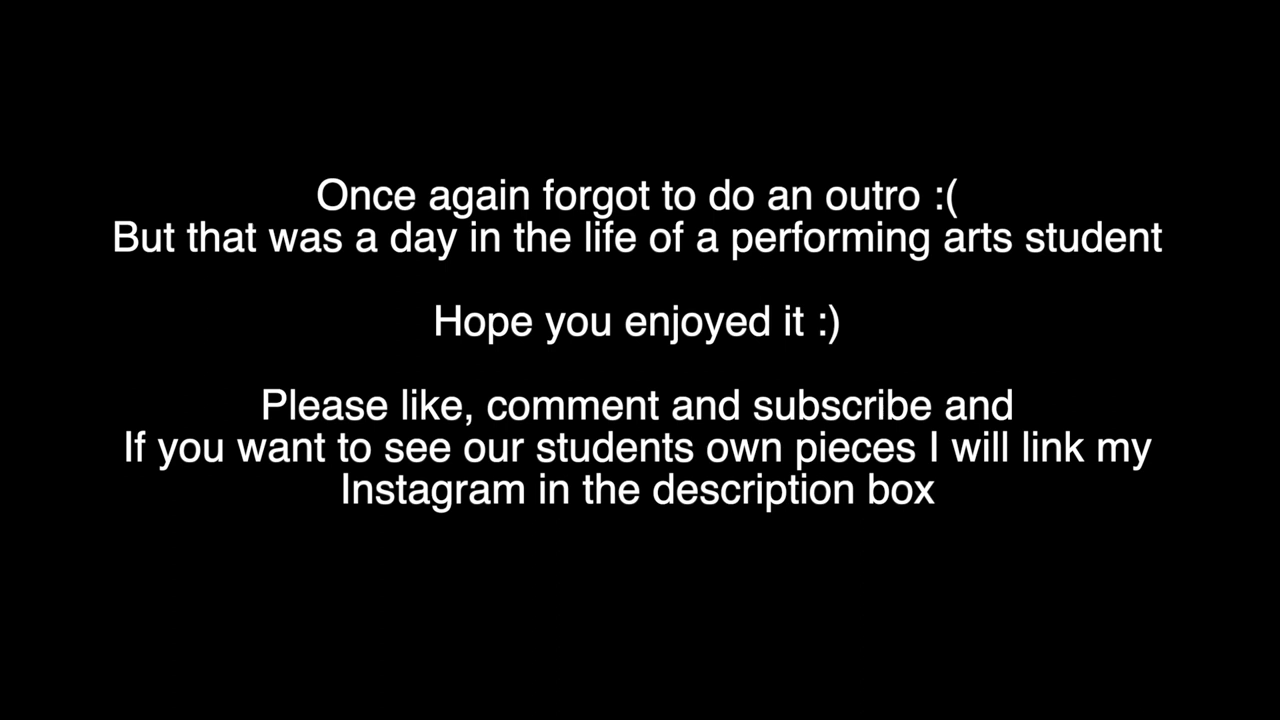 Once again forgot to do an outro :(
But that was a day in the life of a performing arts student
Hope you enjoyed it :)
Please like, comment and subscribe and
If you want to see our students own pieces I will link my
Instagram in the description box